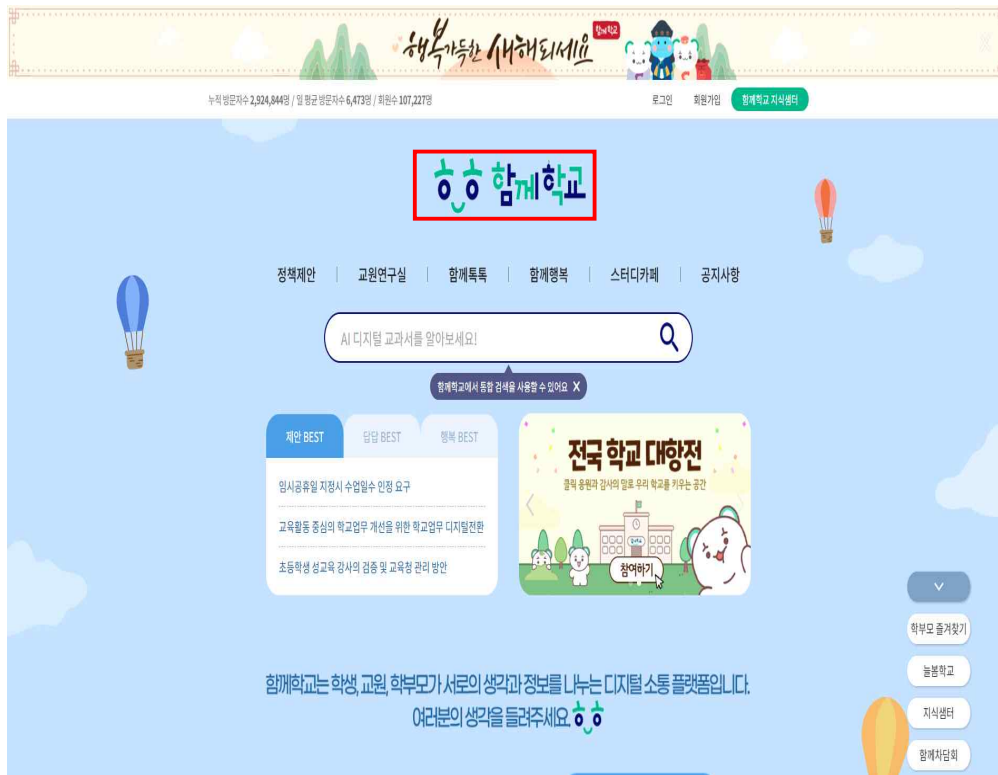 행복가득한 새해되세요 함께학교
누적 방문자수 2,924,844명 / 일 평균 방문자수 6,473명 / 회원수 107,227명
로그인 회원가입 함께학교 지식샘터
함께학교
정책제안 | 교원연구실 | 함께톡톡 | 함께행복 | 스터디카페 | 공지사항
AI 디지털 교과서를 알아보세요!
함께학교에서 통합 검색을 사용할 수 있어요 X
제안 BEST 답답 BEST 행복 BEST
임시공휴일 지정시 수업일수 인정 요구
교육활동 중심의 학교업무 개선을 위한 학교업무 디지털전환
초등학생 성교육 강사의 검증 및 교육청 관리 방안
전국 학교 대항전
클릭 응원과 감사의 말로 우리 학교를 키우는 공간
참여하기
학부모 즐겨찾기
늘봄학교
지식샘터
함께차담회
함께학교는 학생, 교원, 학부모가 서로의 생각과 정보를 나누는 디지털 소통 플랫폼입니다.
여러분의 생각을 들려주세요.